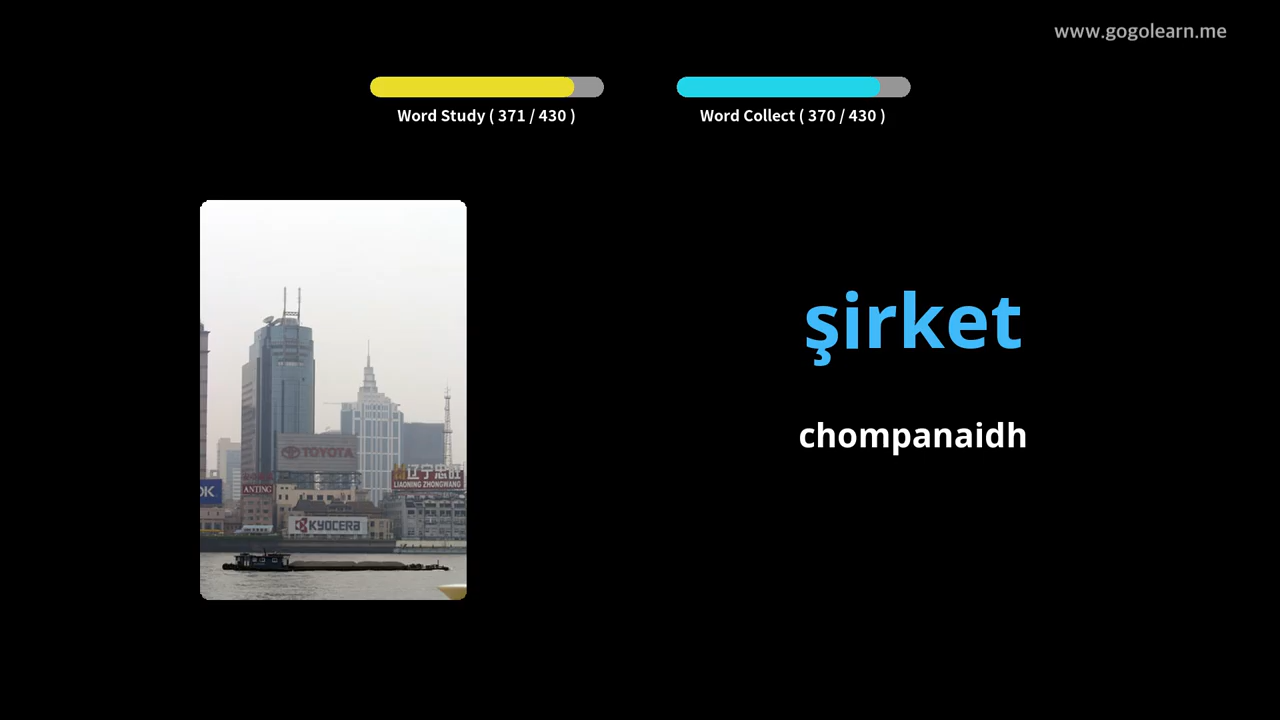 www.gogolearn.me
Word Study ( 371 / 430 )
Word Collect ( 370 / 430 )
şirket
chompanaidh
TOYOTA
辽宁忠旺
LIAONING ZHONGWANG
ANTING
KYOCERA